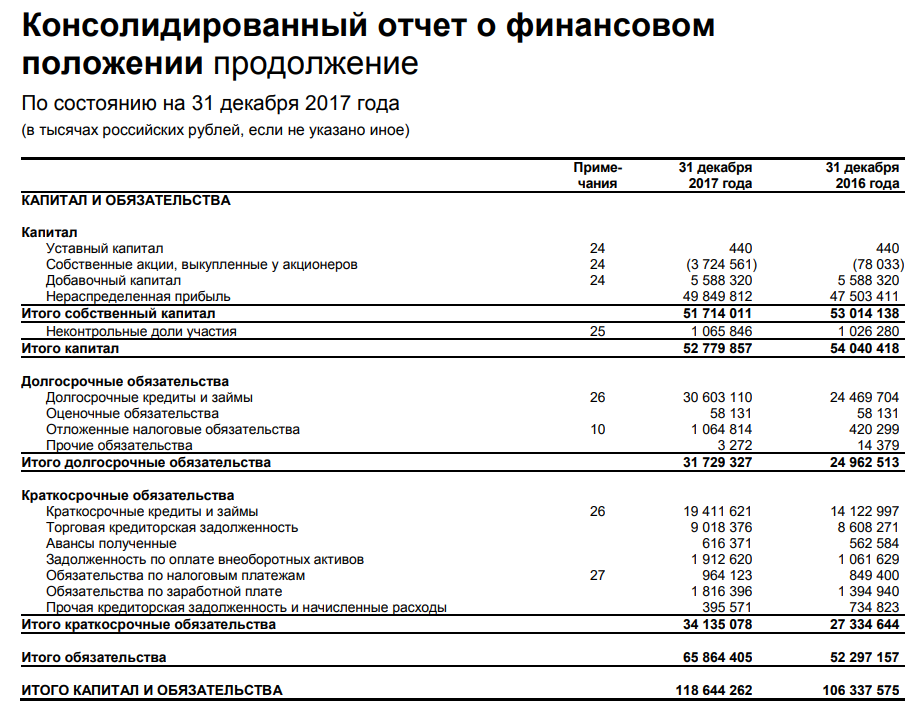 Консолидированный отчет о финансовом
положении продолжение
По состоянию на 31 декабря 2017 года
(в тысячах российских рублей, если не указано иное)
Приме- 31 декабря 31 декабря
чания 2017 года 2016 года
КАПИТАЛ И ОБЯЗАТЕЛЬСТВА
Капитал
Уставный капитал 24 440 440
Собственные акции, выкупленные у акционеров 24 (3 724 561) (78 033)
Добавочный капитал 24 5 588 320 5 588 320
Нераспределенная прибыль 49 849 812 47 503 411
Итого собственный капитал 51 714 011 53 014 138
Неконтрольные доли участия 25 1 065 846 1 026 280
Итого капитал 52 779 857 54 040 418
Долгосрочные обязательства
Долгосрочные кредиты и займы 26 30 603 110 24 469 704
Оценочные обязательства 58 131 58 131
Отложенные налоговые обязательства 10 1 064 814 420 299
Прочие обязательства 3 272 14 379
Итого долгосрочные обязательства 31 729 327 24 962 513
Краткосрочные обязательства
Краткосрочные кредиты и займы 26 19 411 621 14 122 997
Торговая кредиторская задолженность 9 018 376 8 608 271
Авансы полученные 616 371 562 584
Задолженность по оплате внеоборотных активов 1 912 620 1 061 629
Обязательства по налоговым платежам 27 964 123 849 400
Обязательства по заработной плате 1 816 396 1 394 940
Прочая кредиторская задолженность и начисленные расходы 395 571 734 823
Итого краткосрочные обязательства 34 135 078 27 334 644
Итого обязательства 65 864 405 52 297 157
ИТОГО КАПИТАЛ И ОБЯЗАТЕЛЬСТВА 118 644 262 106 337 575